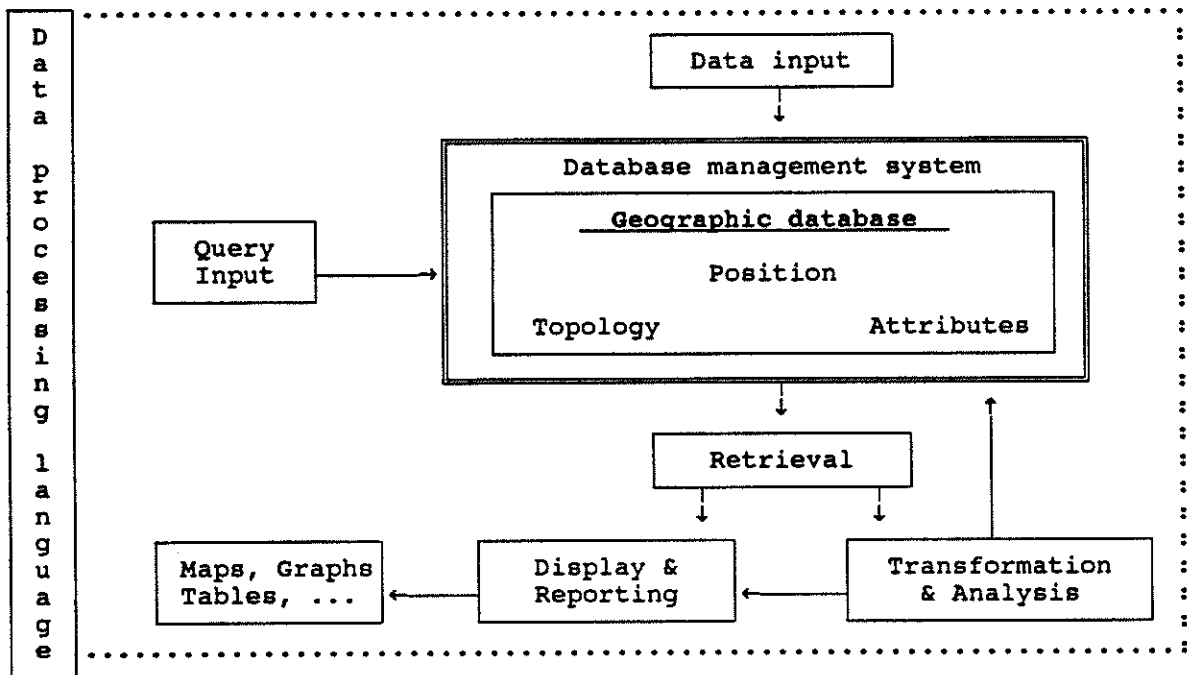 Data processing language
Data input
Database management system
Geographic database
Position
Topology Attributes
Query
Input
Retrieval
Maps, Graphs
Tables, ...
Display &
Reporting
Transformation
& Analysis